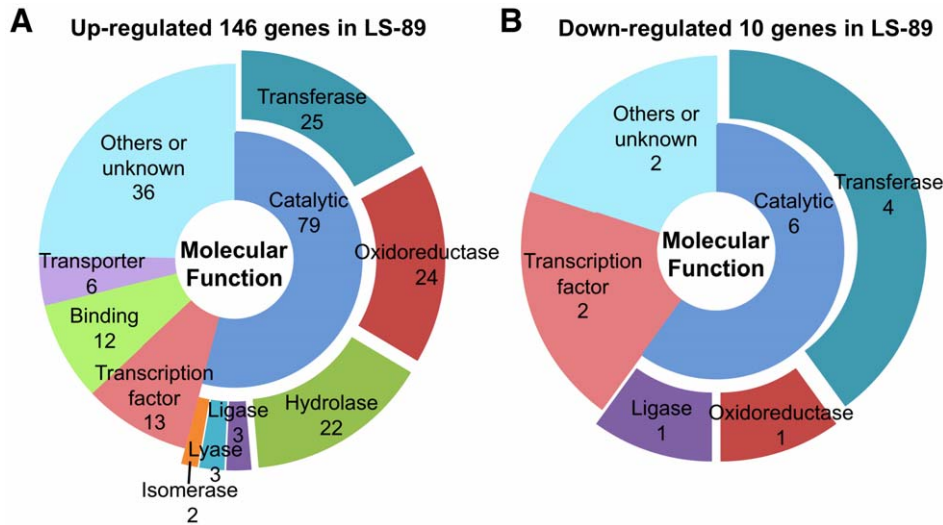 A
Up-regulated 146 genes in LS-89
Transferase
25
Others or
unknown
36
Catalytic
79
Oxidoreductase
24
Molecular
Function
Transporter
6
Binding
12
Transcription
factor
13
Hydrolase
22
Ligase
3
Lyase
3
Isomerase
2
B
Down-regulated 10 genes in LS-89
Others or
unknown
2
Transferase
4
Catalytic
6
Molecular
Function
Transcription
factor
2
Ligase
1
Oxidoreductase
1